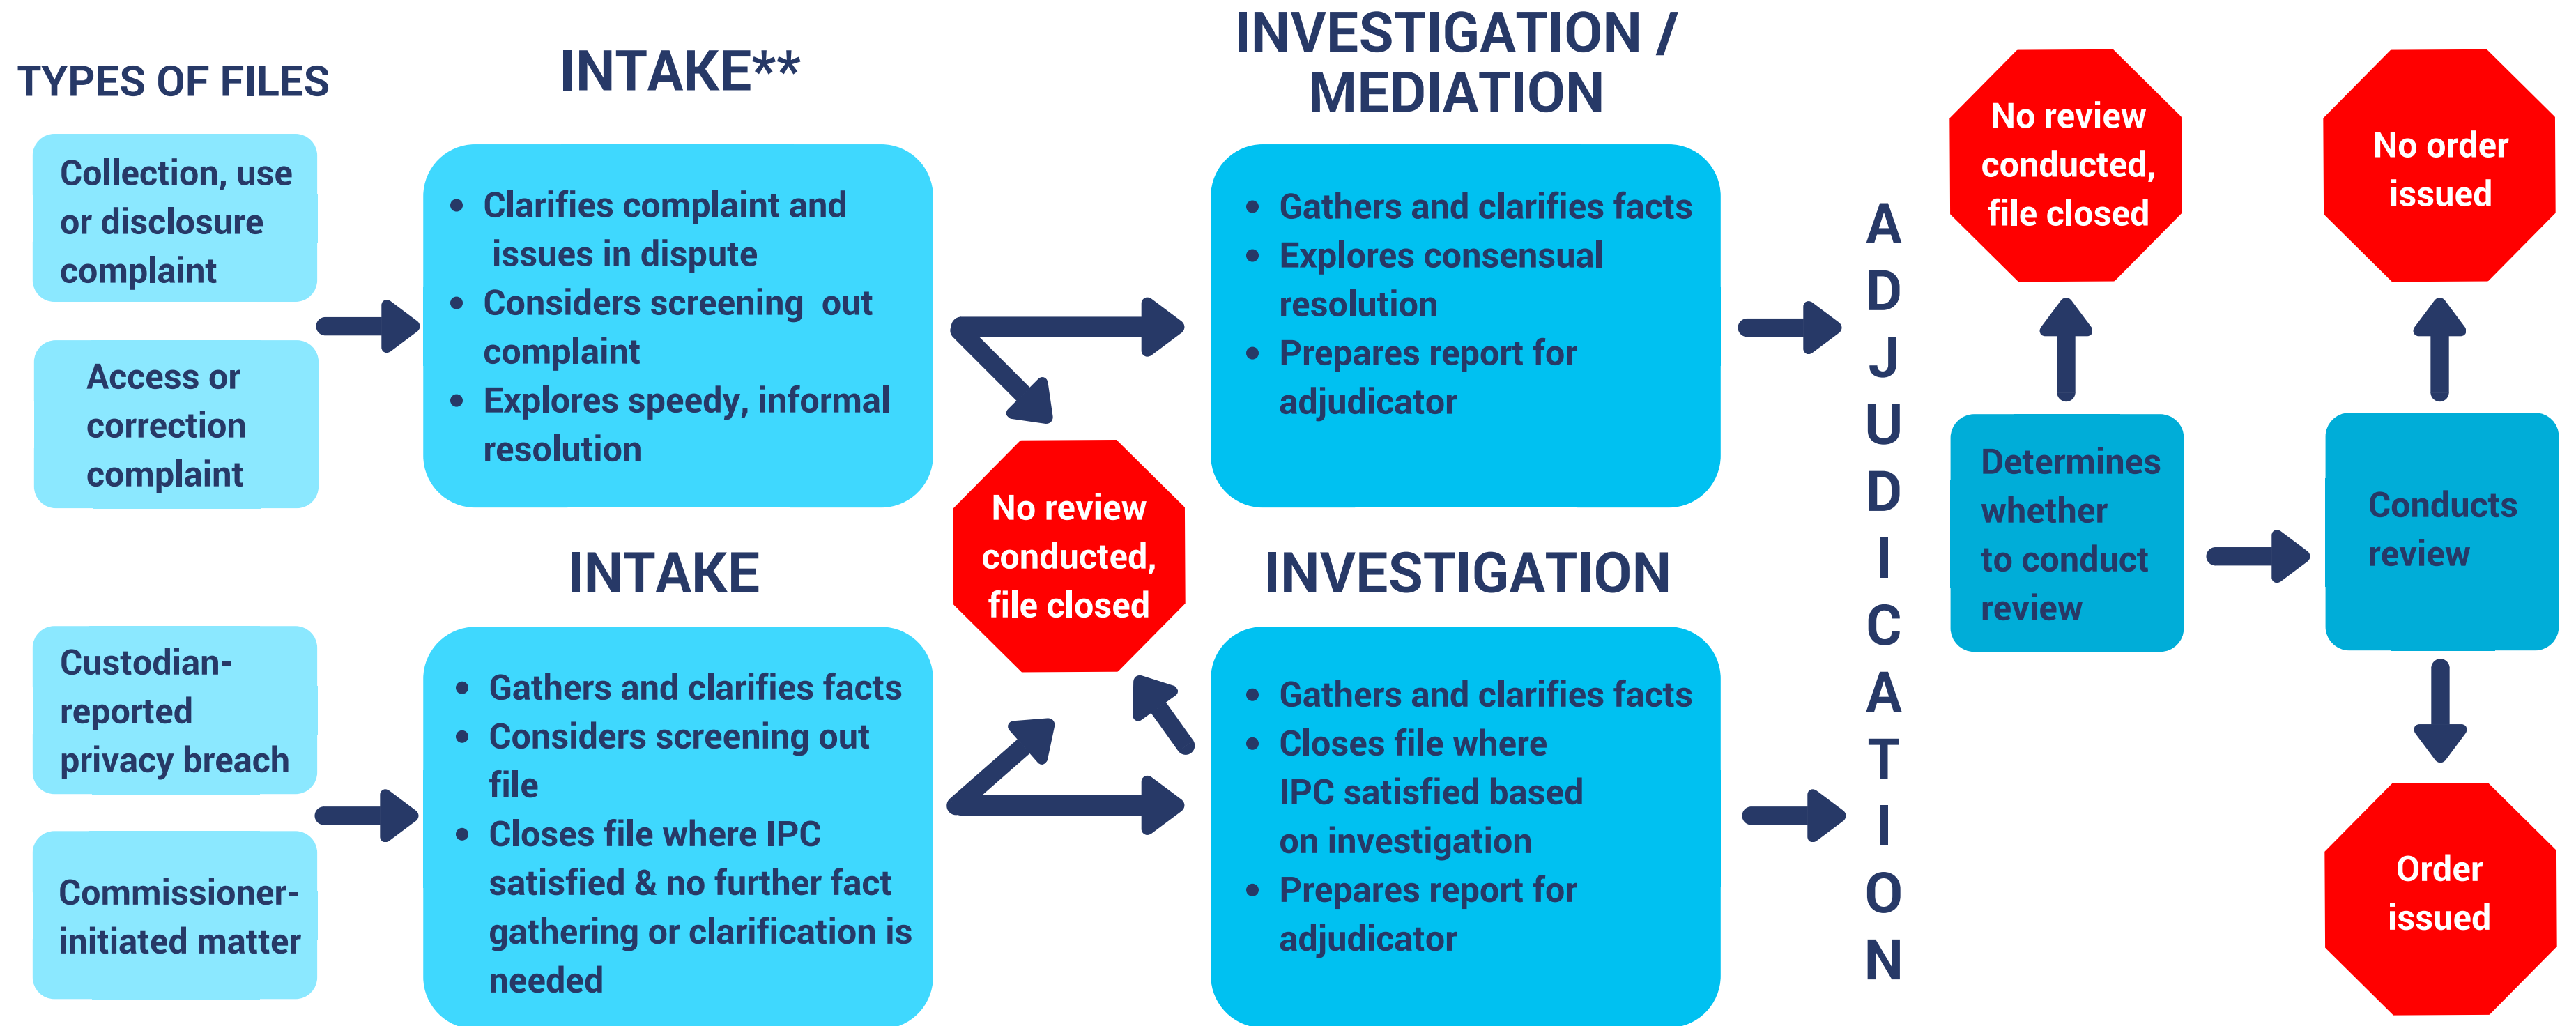 TYPES OF FILES
Collection, use
or disclosure
complaint
Access or
correction
complaint
Custodian-
reported
privacy breach
Commissioner-
initiated matter
INTAKE**
• Clarifies complaint and
issues in dispute
• Considers screening out
complaint
• Explores speedy, informal
resolution
INTAKE
• Gathers and clarifies facts
• Considers screening out
file
• Closes file where IPC
satisfied & no further fact
gathering or clarification is
needed
No review
conducted,
file closed
INVESTIGATION /
MEDIATION
• Gathers and clarifies facts
• Explores consensual
resolution
• Prepares report for
adjudicator
INVESTIGATION
• Gathers and clarifies facts
• Closes file where
IPC satisfied based
on investigation
• Prepares report for
adjudicator
ADJUDICATION
No review
conducted,
file closed
Determines
whether
to conduct
review
No order
issued
Conducts
review
Order
issued